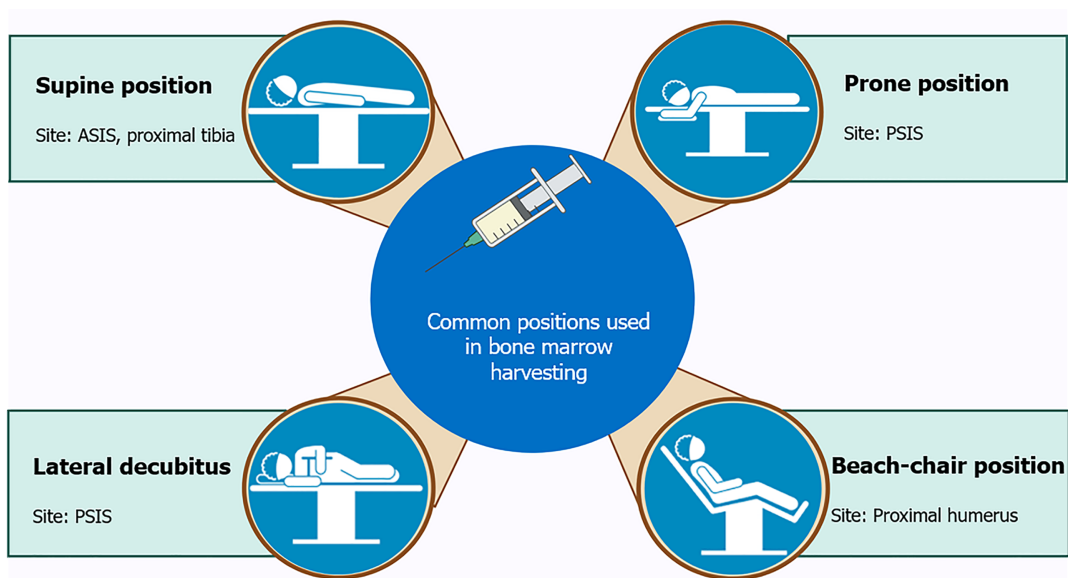 Supine position
Site: ASIS, proximal tibia
Prone position
Site: PSIS
Common positions used
in bone marrow
harvesting
Lateral decubitus
Site: PSIS
Beach-chair position
Site: Proximal humerus